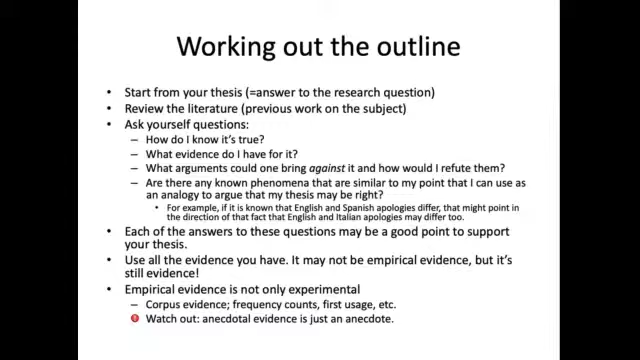 Working out the outline
• Start from your thesis (=answer to the research question)
• Review the literature (previous work on the subject)
• Ask yourself questions:
– How do I know it's true?
– What evidence do I have for it?
– What arguments could one bring against it and how would I refute them?
– Are there any known phenomena that are similar to my point that I can use as
an analogy to argue that my thesis may be right?
• For example, if it is known that English and Spanish apologies differ, that might point in
the direction of that fact that English and Italian apologies may differ too.
• Each of the answers to these questions may be a good point to support
your thesis.
• Use all the evidence you have. It may not be empirical evidence, but it's
still evidence!
• Empirical evidence is not only experimental
– Corpus evidence; frequency counts, first usage, etc.
Watch out: anecdotal evidence is just an anecdote.